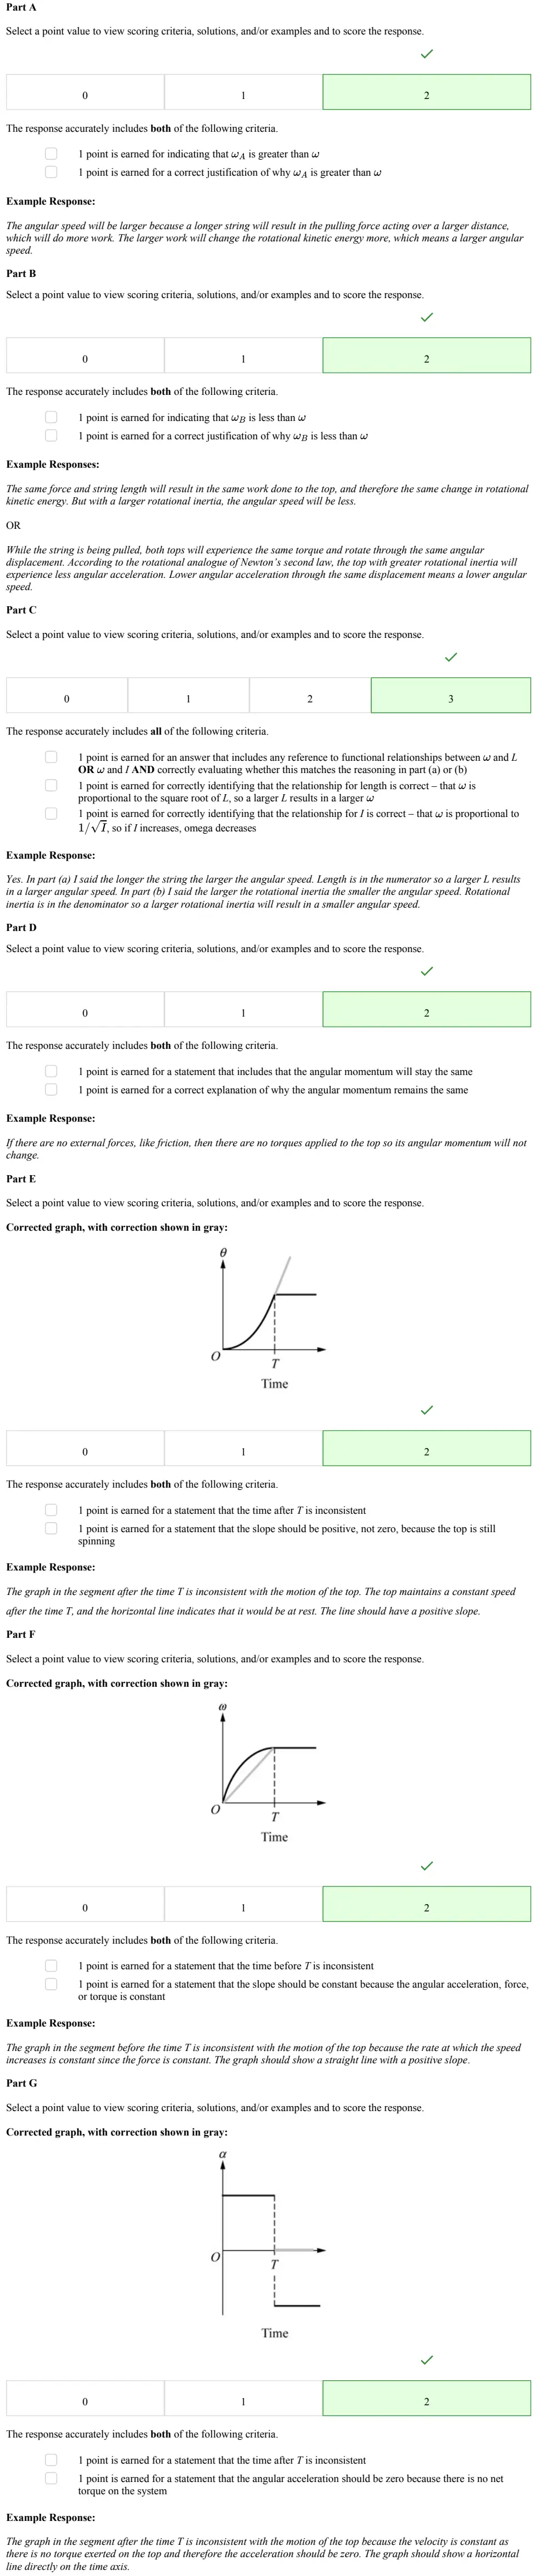 Part A
Select a point value to view scoring criteria, solutions, and/or examples and to score the response.
0 1 2
The response accurately includes both of the following criteria.
1 point is earned for indicating that ω_A is greater than ω
1 point is earned for a correct justification of why ω_A is greater than ω
Example Response:
The angular speed will be larger because a longer string will result in the pulling force acting over a larger distance,
which will do more work. The larger work will change the rotational kinetic energy more, which means a larger angular
speed.
Part B
Select a point value to view scoring criteria, solutions, and/or examples and to score the response.
0 1 2
The response accurately includes both of the following criteria.
1 point is earned for indicating that ω_B is less than ω
1 point is earned for a correct justification of why ω_B is less than ω
Example Responses:
The same force and string length will result in the same work done to the top, and therefore the same change in rotational
kinetic energy. But with a larger rotational inertia, the angular speed will be less.
OR
While the string is being pulled, both tops will experience the same torque and rotate through the same angular
displacement. According to the rotational analogue of Newton's second law, the top with greater rotational inertia will
experience less angular acceleration. Lower angular acceleration through the same displacement means a lower angular
speed.
Part C
Select a point value to view scoring criteria, solutions, and/or examples and to score the response.
0 1 2 3
The response accurately includes all of the following criteria.
1 point is earned for an answer that includes any reference to functional relationships between ω and L
OR ω and I AND correctly evaluating whether this matches the reasoning in part (a) or (b)
1 point is earned for correctly identifying that the relationship for length is correct – that ω is
proportional to the square root of L, so a larger L results in a larger ω
1 point is earned for correctly identifying that the relationship for I is correct – that ω is proportional to
1/√I, so if I increases, omega decreases
Example Response:
Yes. In part (a) I said the longer the string the larger the angular speed. Length is in the numerator so a larger L results
in a larger angular speed. In part (b) I said the larger the rotational inertia the smaller the angular speed. Rotational
inertia is in the denominator so a larger rotational inertia will result in a smaller angular speed.
Part D
Select a point value to view scoring criteria, solutions, and/or examples and to score the response.
0 1 2
The response accurately includes both of the following criteria.
1 point is earned for a statement that includes that the angular momentum will stay the same
1 point is earned for a correct explanation of why the angular momentum remains the same
Example Response:
If there are no external forces, like friction, then there are no torques applied to the top so its angular momentum will not
change.
Part E
Select a point value to view scoring criteria, solutions, and/or examples and to score the response.
Corrected graph, with correction shown in gray:
θ
O
T
Time
0 1 2
The response accurately includes both of the following criteria.
1 point is earned for a statement that the time after T is inconsistent
1 point is earned for a statement that the slope should be positive, not zero, because the top is still
spinning
Example Response:
The graph in the segment after the time T is inconsistent with the motion of the top. The top maintains a constant speed
after the time T, and the horizontal line indicates that it would be at rest. The line should have a positive slope.
Part F
Select a point value to view scoring criteria, solutions, and/or examples and to score the response.
Corrected graph, with correction shown in gray:
ω
O
T
Time
0 1 2
The response accurately includes both of the following criteria.
1 point is earned for a statement that the time before T is inconsistent
1 point is earned for a statement that the slope should be constant because the angular acceleration, force,
or torque is constant
Example Response:
The graph in the segment before the time T is inconsistent with the motion of the top because the rate at which the speed
increases is constant since the force is constant. The graph should show a straight line with a positive slope.
Part G
Select a point value to view scoring criteria, solutions, and/or examples and to score the response.
Corrected graph, with correction shown in gray:
α
O
T
Time
0 1 2
The response accurately includes both of the following criteria.
1 point is earned for a statement that the time after T is inconsistent
1 point is earned for a statement that the angular acceleration should be zero because there is no net
torque on the system
Example Response:
The graph in the segment after the time T is inconsistent with the motion of the top because the velocity is constant as
there is no torque exerted on the top and therefore the acceleration should be zero. The graph should show a horizontal
line directly on the time axis.